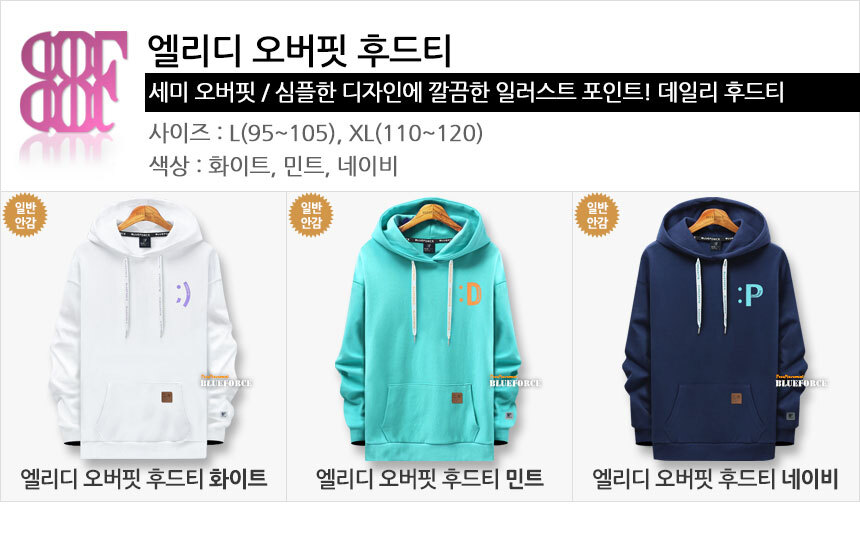 엘리디 오버핏 후드티
세미 오버핏 / 심플한 디자인에 깔끔한 일러스트 포인트! 데일리 후드티
사이즈 : L(95~105), XL(110~120)
색상 : 화이트, 민트, 네이비
일반
안감
일반
안감
일반
안감
:)
:D
:P
BLUEFORCE
BLUEFORCE
BLUEFORCE
엘리디 오버핏 후드티 화이트
엘리디 오버핏 후드티 민트
엘리디 오버핏 후드티 네이비